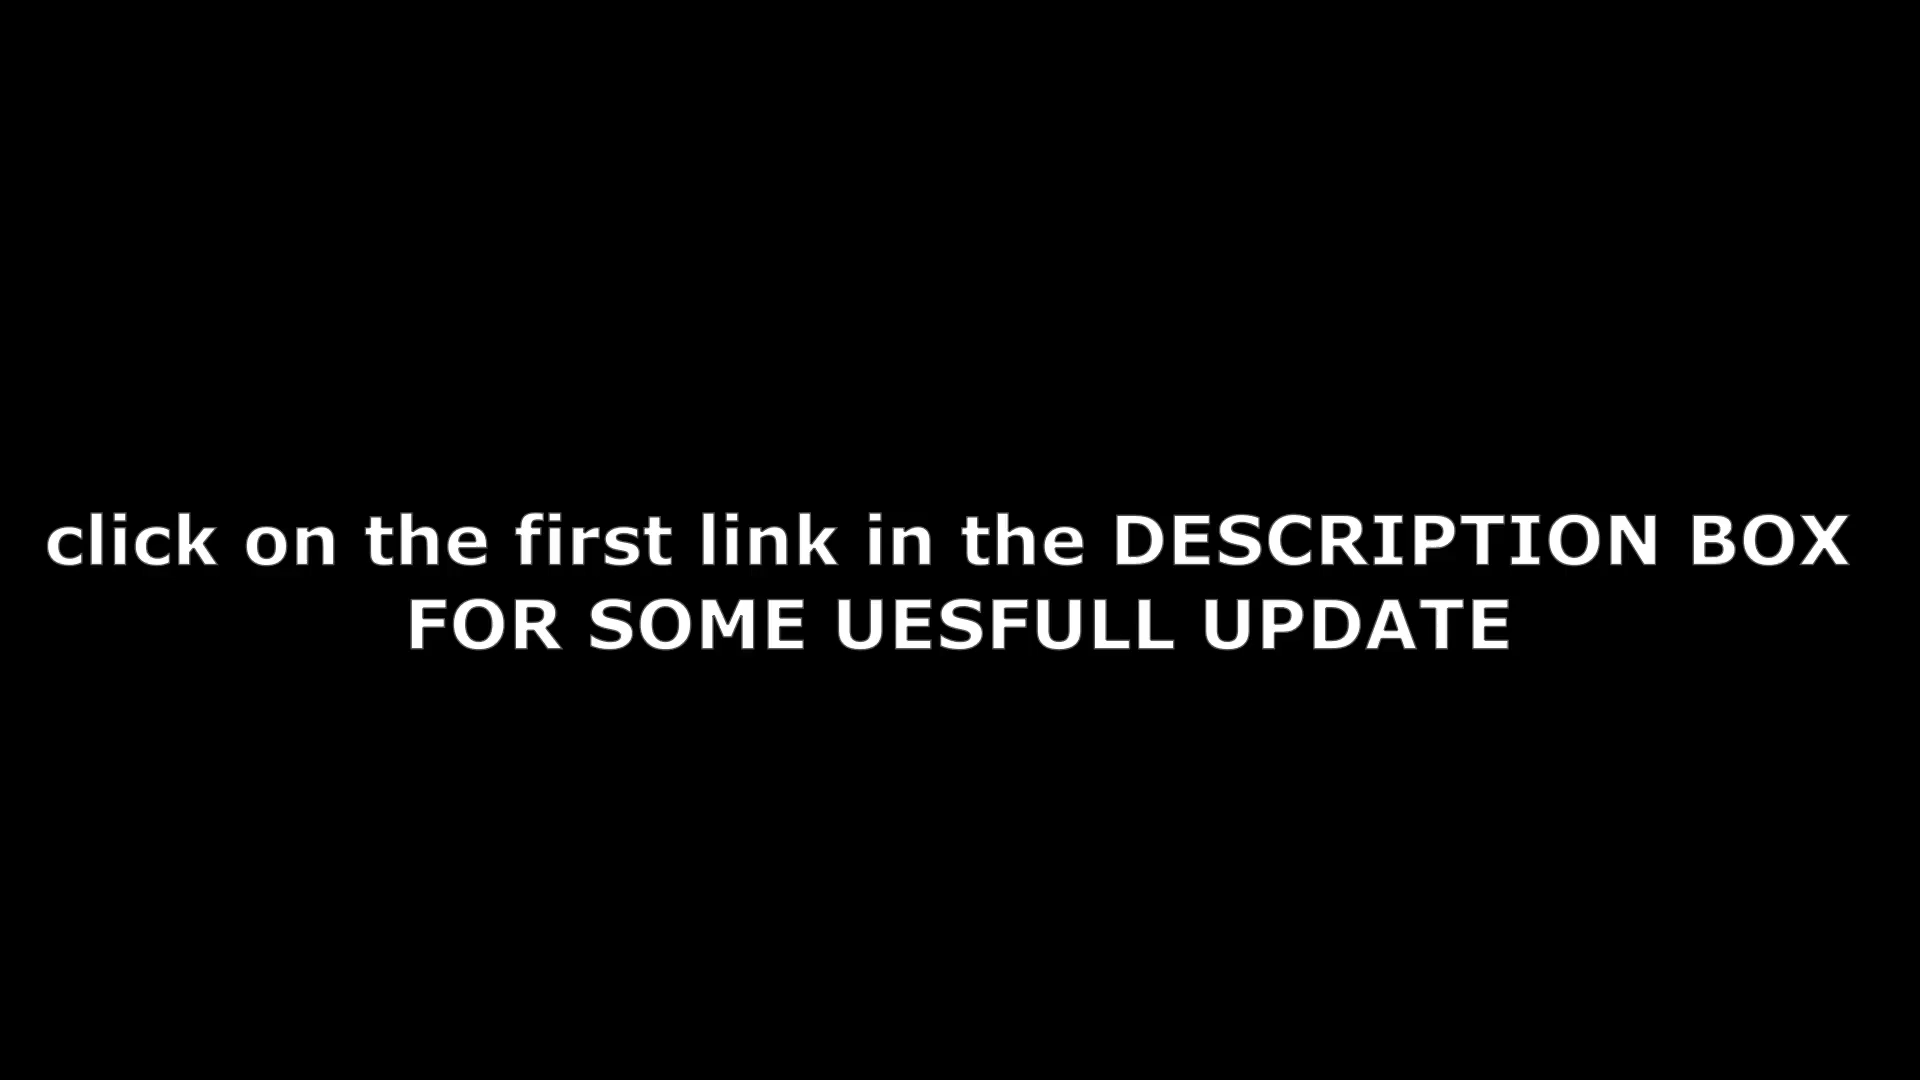 click on the first link in the DESCRIPTION BOX
FOR SOME UESFULL UPDATE